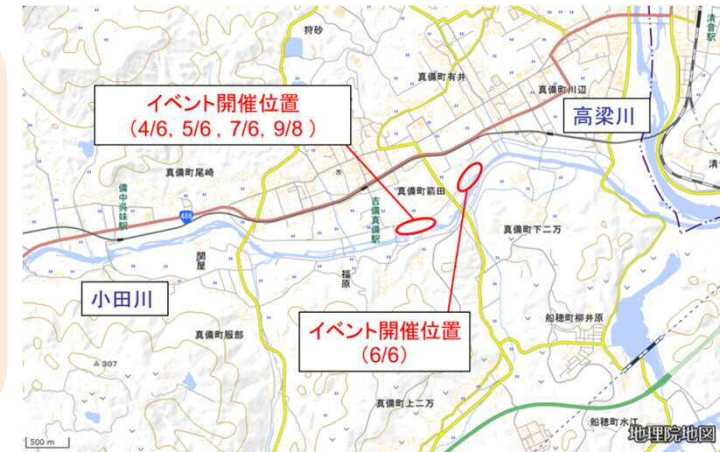 狩砂
清音駅
真備町有井
イベント開催位置
(4/6, 5/6, 7/6, 9/8)
真備町川辺
高梁川
真備町尾崎
真備町箭田
備中呉妹駅
吉備真備駅
486
清
関屋
福原
真備町下二万
小田川
イベント開催位置
(6/6)
船穂町柳井原
真備町服部
307
真備町上二万
船穂町水江
500 m
地理院地図